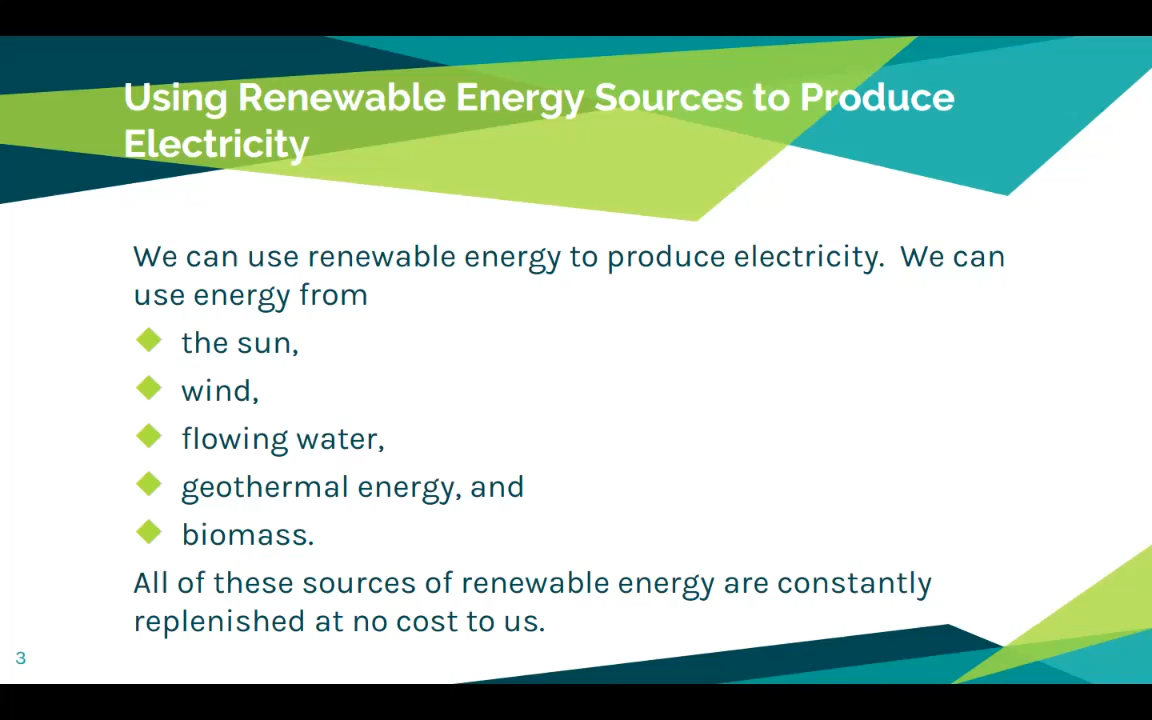 Using Renewable Energy Sources to Produce
Electricity
We can use renewable energy to produce electricity.  We can
use energy from
the sun,
wind,
flowing water,
geothermal energy, and
biomass.
All of these sources of renewable energy are constantly
replenished at no cost to us.
3